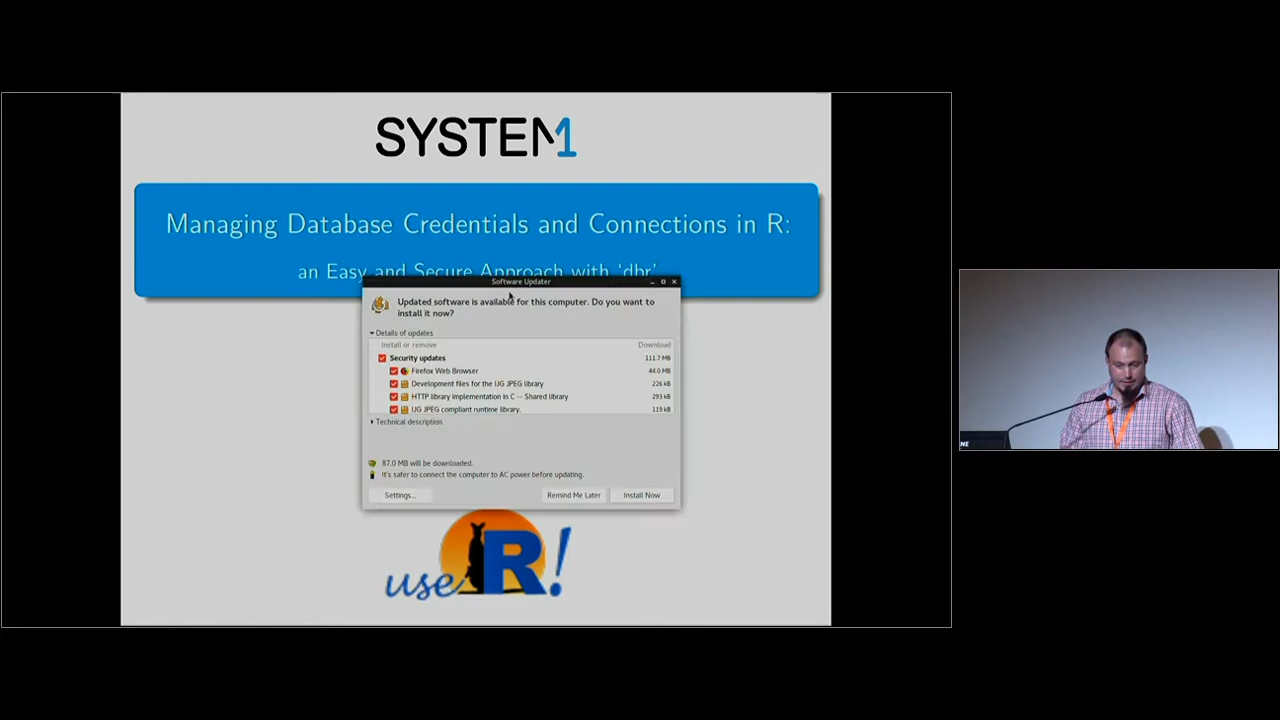 SYSTEM1
Managing Database Credentials and Connections in R:
an Easy and Secure Approach with ‘dbr’
Software Updater
Updated software is available for this computer. Do you want to
install it now?
Details of updates
Install or remove Download
Security updates 111.7 MB
Firefox Web Browser 44.0 MB
Development files for the IJG JPEG library 226 kB
HTTP library implementation in C -- Shared library 293 kB
IJG JPEG compliant runtime library. 119 kB
Technical description
87.0 MB will be downloaded.
It's safer to connect the computer to AC power before updating.
Settings...
Remind Me Later
Install Now
use R!
NE